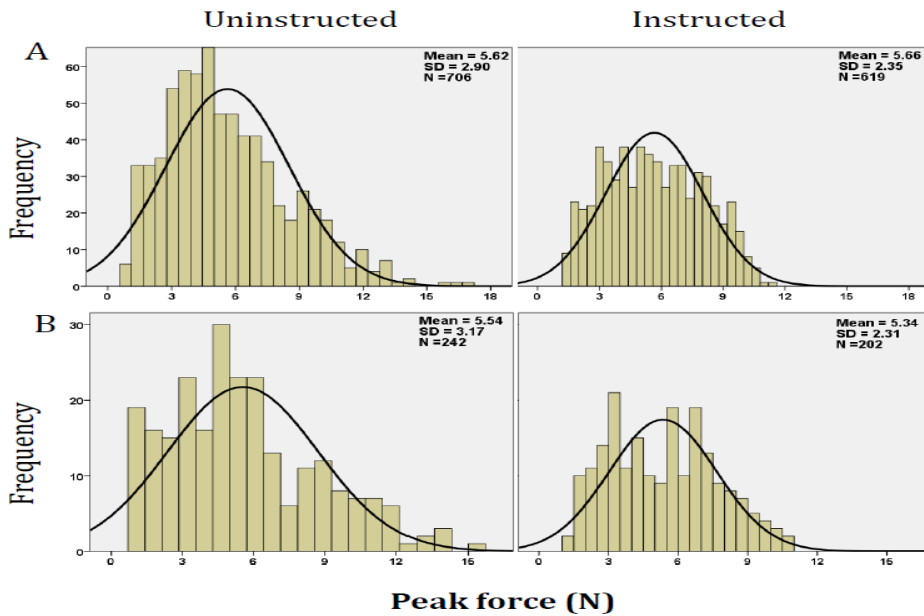 Uninstructed Instructed
A
Mean = 5.62
SD = 2.90
N =706
Mean = 5.66
SD = 2.35
N =619
Frequency
60
50
40
30
20
10
0
0 3 6 9 12 15 18
0 3 6 9 12 15 18
B
Mean = 5.54
SD = 3.17
N =242
Mean = 5.34
SD = 2.31
N =202
Frequency
30
20
10
0
0 3 6 9 12 15
0 3 6 9 12 15
Peak force (N)